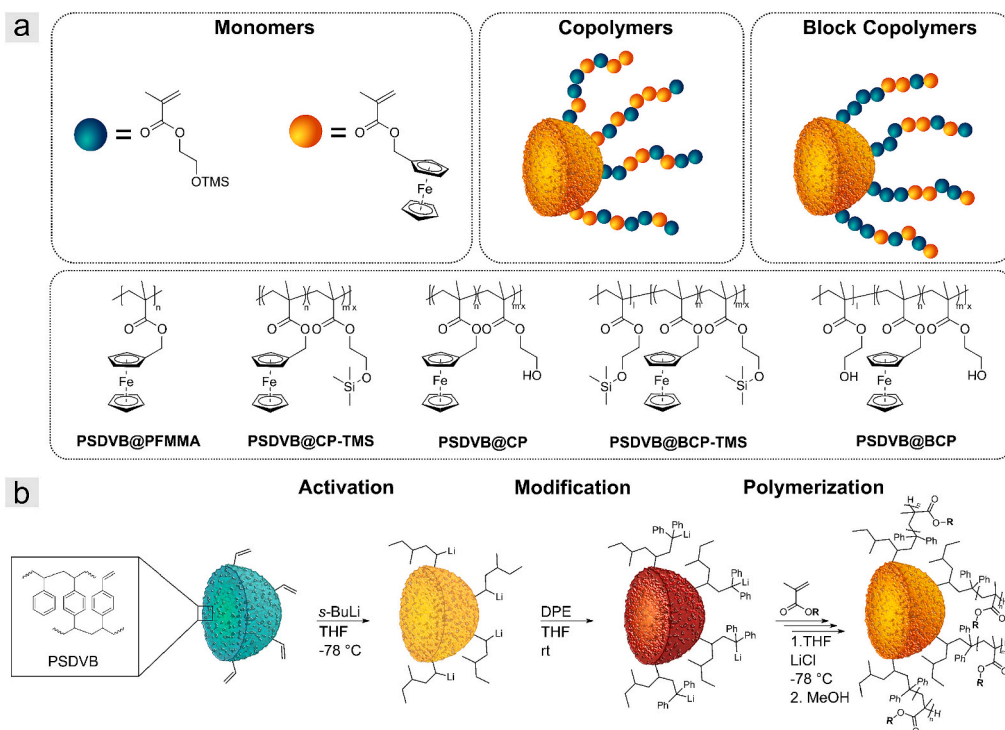 a
Monomers
Copolymers
Block Copolymers
=
O
O
OTMS
=
O
O
Fe
n
O
O
Fe
PSDVB@PFMMA
n
m
x
O
O
O
O
Fe
Si
O
PSDVB@CP-TMS
n
m
x
O
O
O
O
Fe
HO
PSDVB@CP
l
n
m
x
O
O
O
O
O
O
O
Si
Fe
Si
O
PSDVB@BCP-TMS
l
n
m
x
O
O
O
O
O
O
OH
Fe
HO
PSDVB@BCP
b
Activation
Modification
Polymerization
PSDVB
s-BuLi
THF
-78 °C
Li
Li
Li
Li
DPE
THF
rt
Ph
Li
Ph
Ph
Li
Ph
Ph
Ph
Li
Ph
Li
Ph
O
OR
1.THF
LiCl
-78 °C
2. MeOH
H
O
O-R
Ph
Ph
Ph
Ph
R
O
O
Ph
Ph
R
O
O
Ph
Ph
H
n
R
O
O